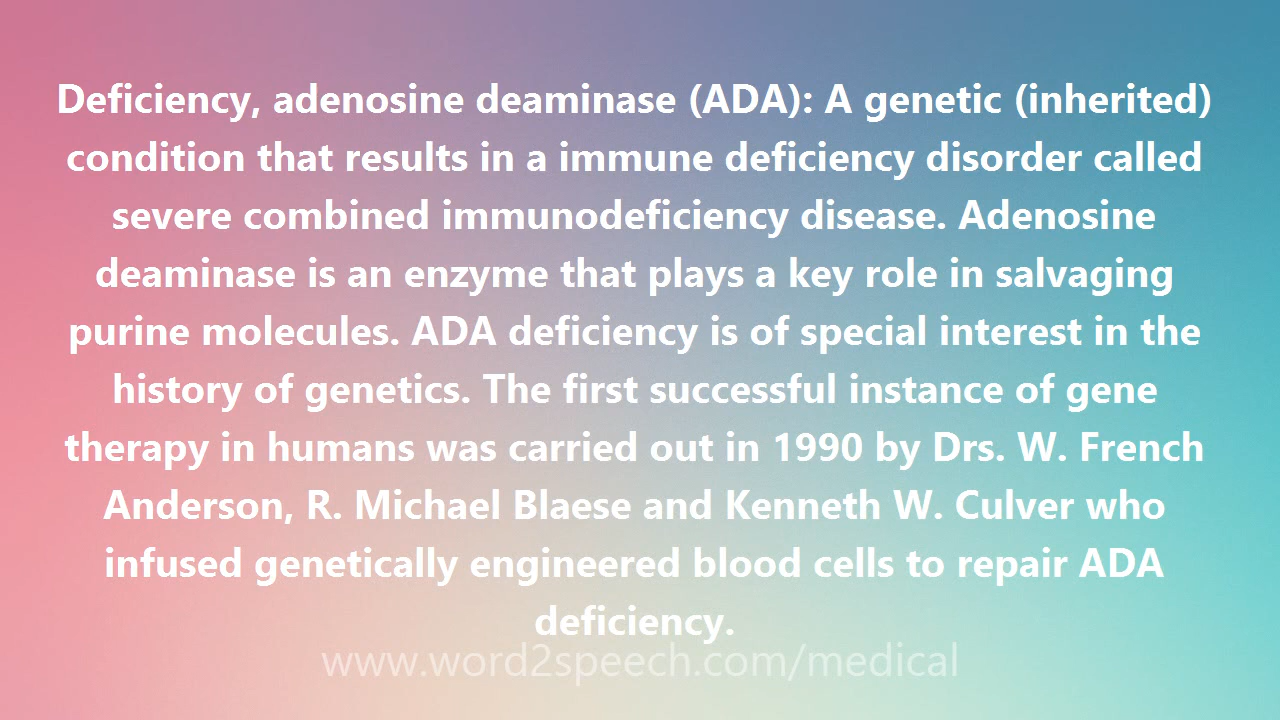 Deficiency, adenosine deaminase (ADA): A genetic (inherited)
condition that results in a immune deficiency disorder called
severe combined immunodeficiency disease. Adenosine
deaminase is an enzyme that plays a key role in salvaging
purine molecules. ADA deficiency is of special interest in the
history of genetics. The first successful instance of gene
therapy in humans was carried out in 1990 by Drs. W. French
Anderson, R. Michael Blaese and Kenneth W. Culver who
infused genetically engineered blood cells to repair ADA
deficiency.
www.word2speech.com/medical